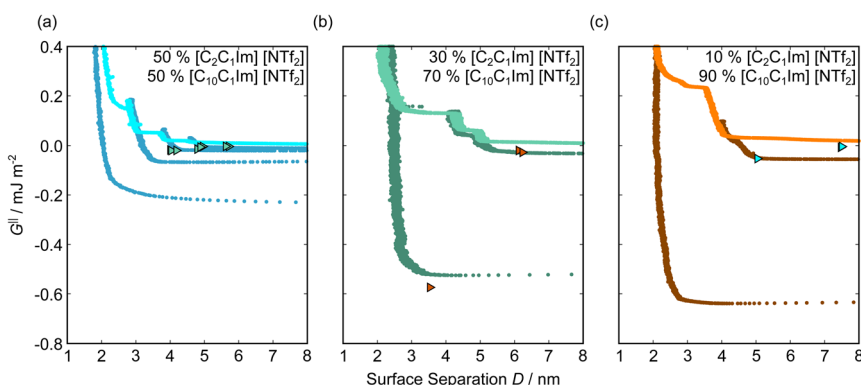 (a)
(b)
(c)
50 % [C₂C₁Im] [NTf₂]
50 % [C₁₀C₁Im] [NTf₂]
30 % [C₂C₁Im] [NTf₂]
70 % [C₁₀C₁Im] [NTf₂]
10 % [C₂C₁Im] [NTf₂]
90 % [C₁₀C₁Im] [NTf₂]
G^|| / mJ m⁻²
0.4
0.2
0.0
-0.2
-0.4
-0.6
-0.8
1 2 3 4 5 6 7 8
1 2 3 4 5 6 7 8
1 2 3 4 5 6 7 8
Surface Separation D / nm